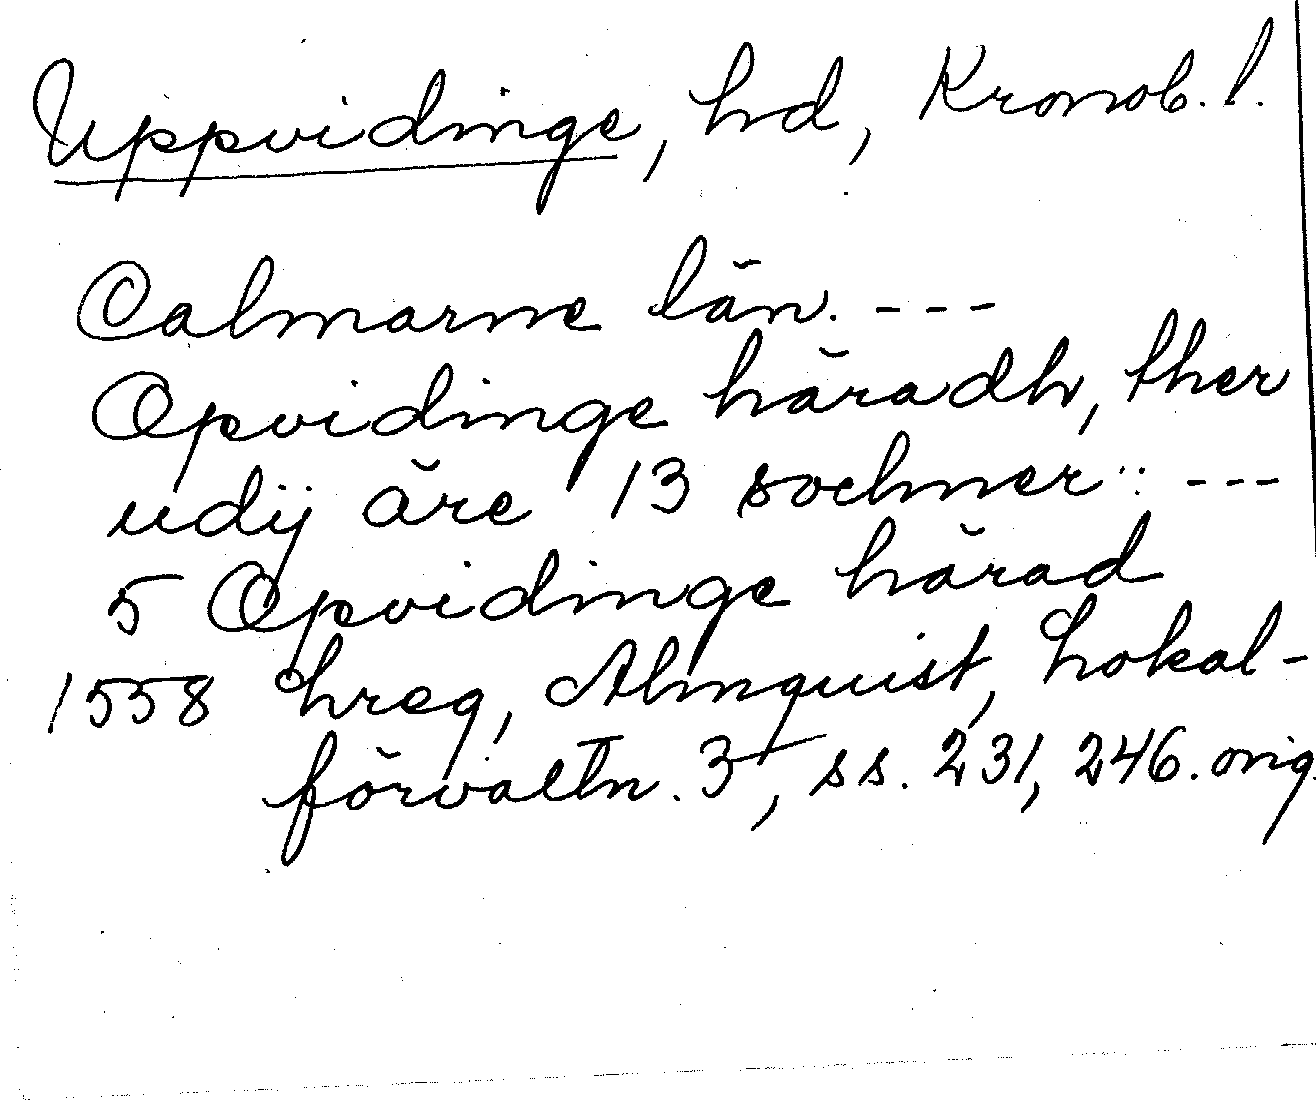 Uppvidinge, hd, Kronob. l.
Calmarne län. ---
Opvidinge häradh, ther
udij äre 13 sochner: ---
5 Opvidinge härad
1558 hreg, Almquist, Lokal-
förvaltn. 3, ss. 231, 246. orig.